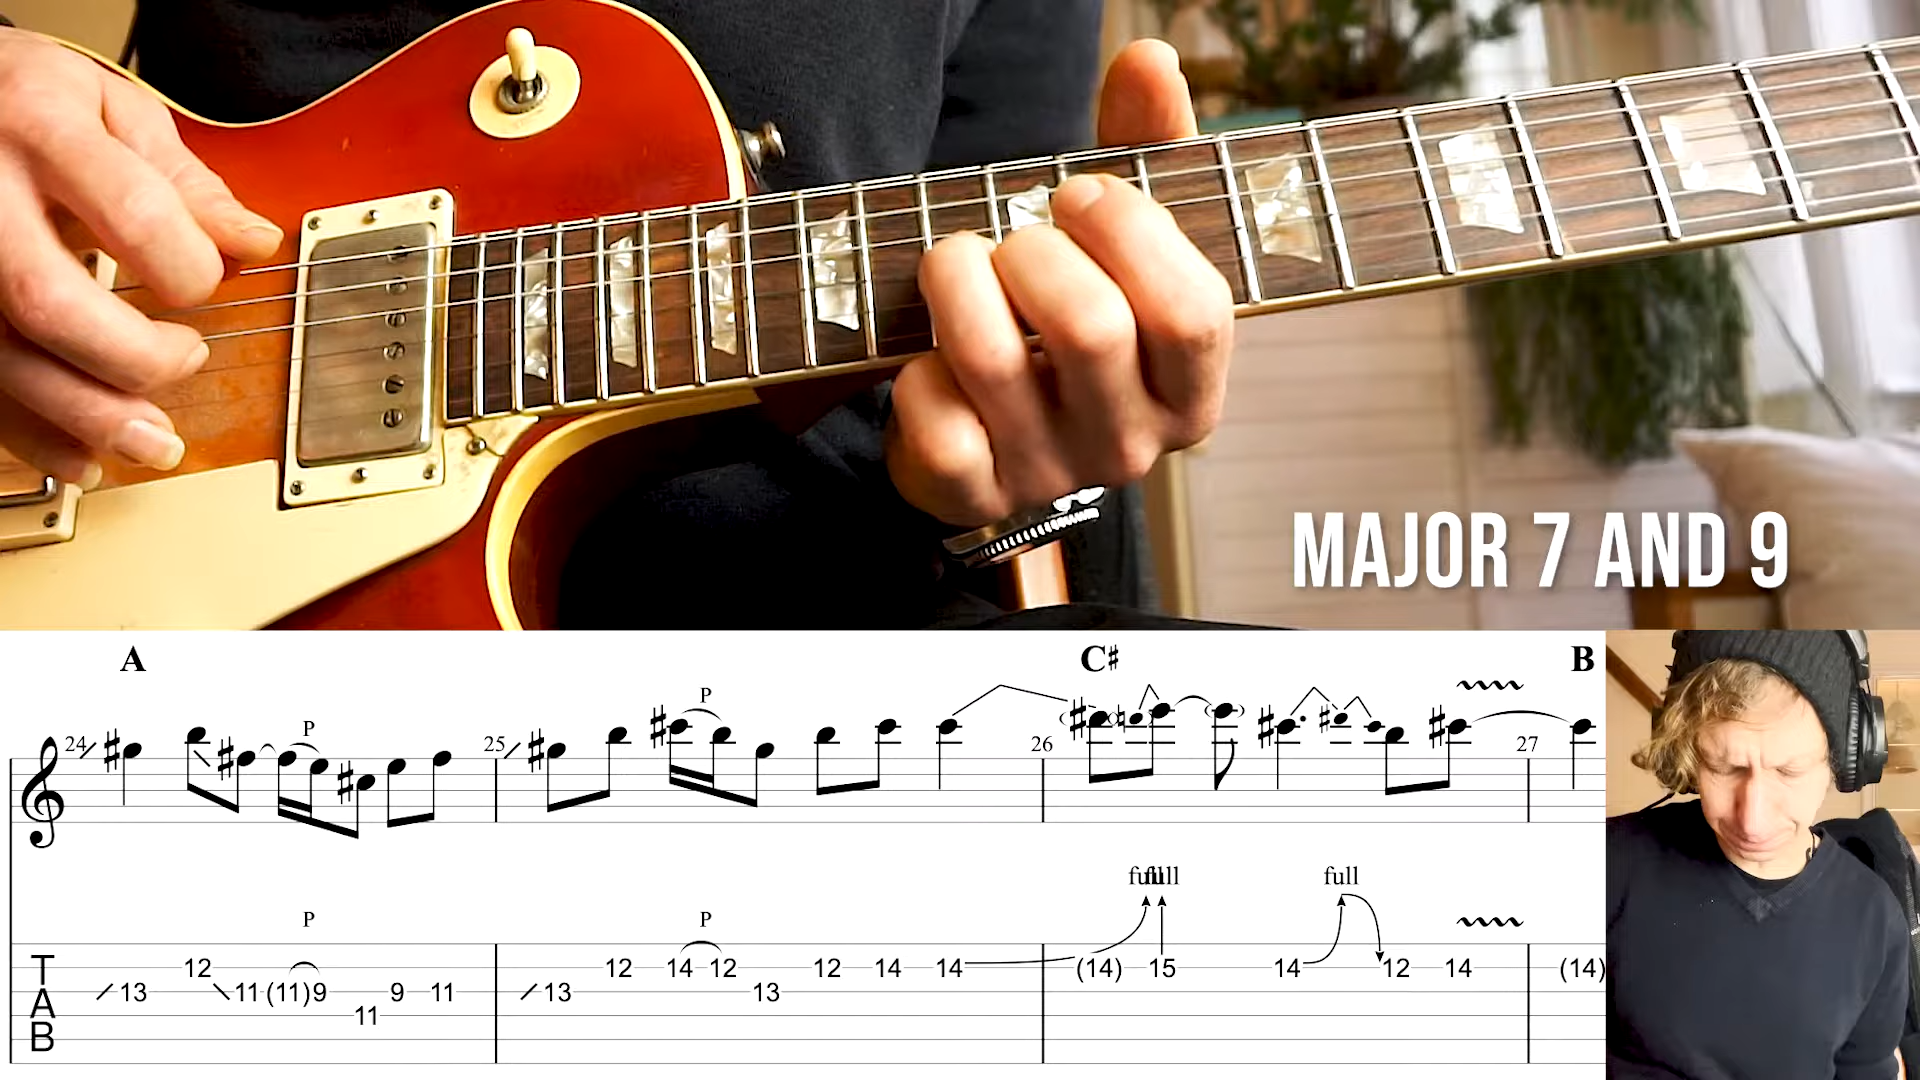 MAJOR 7 AND 9
A C♯ B
24 P 25 P 26 27
full full full
P P
T A B
12 14 12 12 14 14 (14) 15 14 12 14 (14)
13 11 (11) 9 9 11 13 13
11